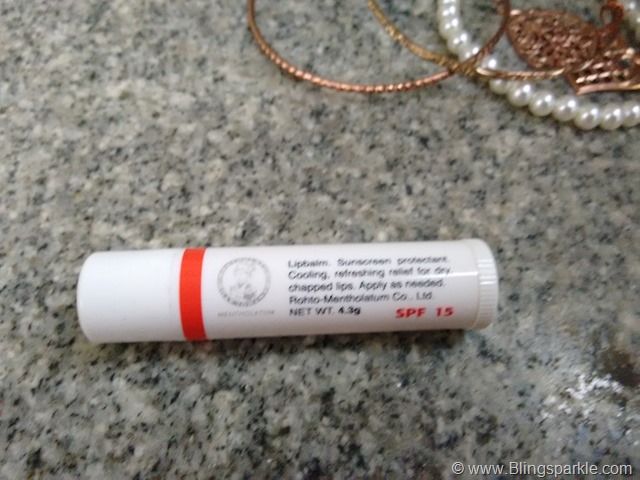 MENTHOLATUM
Lipbalm. Sunscreen protectant.
Cooling, refreshing relief for dry
chapped lips. Apply as needed.
Rohto-Mentholatum Co., Ltd.
NET WT. 4.3g
SPF 15
© www.Blingsparkle.com